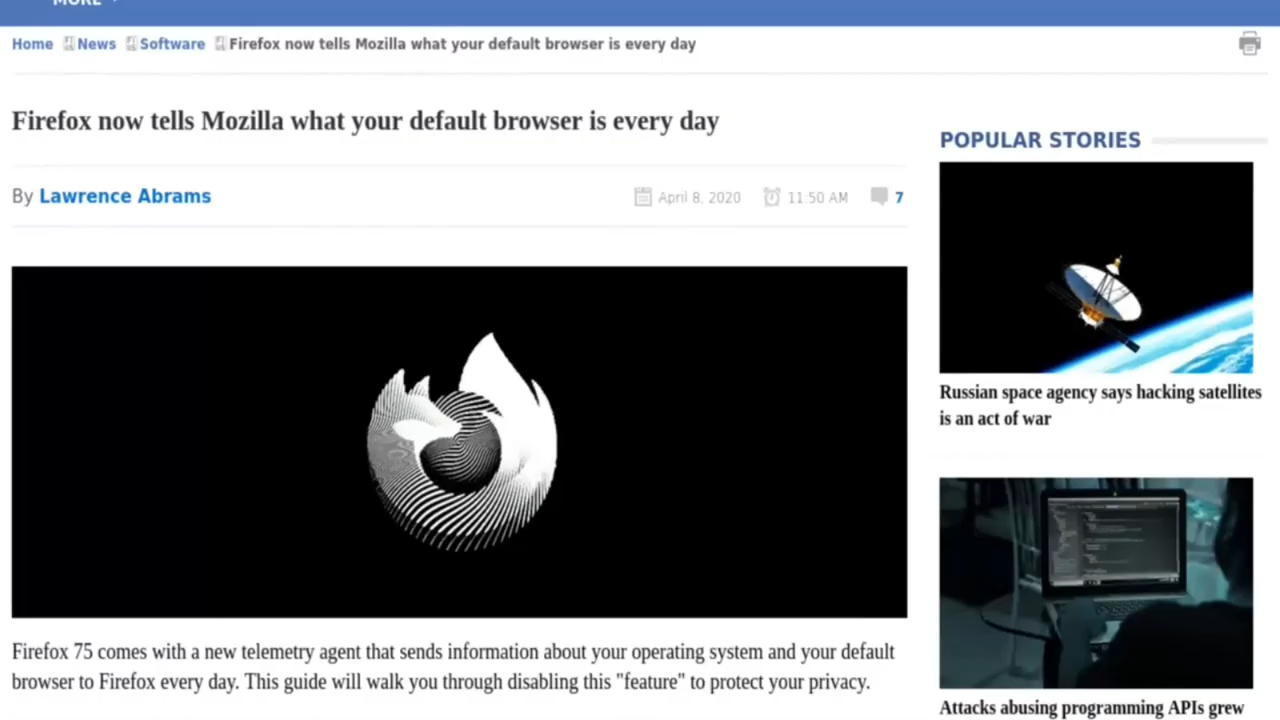 MORE
Home News Software Firefox now tells Mozilla what your default browser is every day
Firefox now tells Mozilla what your default browser is every day
By Lawrence Abrams
April 8, 2020 11:50 AM 7
Firefox 75 comes with a new telemetry agent that sends information about your operating system and your default
browser to Firefox every day. This guide will walk you through disabling this "feature" to protect your privacy.
POPULAR STORIES
Russian space agency says hacking satellites
is an act of war
Attacks abusing programming APIs grew